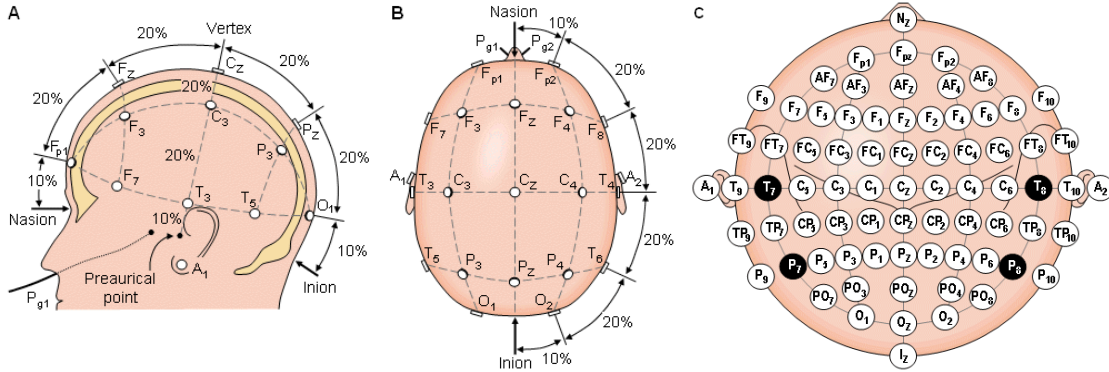 A
Vertex
20%
20%
Fz
Cz
20%
20%
F3
C3
Pz
20%
Fp1
20%
P3
10%
F7
T3
T5
O1
Nasion
10%
10%
A1
Preaurical
point
Inion
Pg1
B
Nasion
10%
Pg1
Pg2
Fp1
Fp2
20%
F7
F3
Fz
F4
F8
20%
A1
T3
C3
Cz
C4
T4
A2
20%
T5
P3
Pz
P4
T6
O1
O2
20%
Inion
10%
C
Nz
Fp1 Fpz Fp2
AF7 AF3 AFz AF4 AF8
F9 F7 F5 F3 F1 Fz F2 F4 F6 F8 F10
FT9 FT7 FC5 FC3 FC1 FCz FC2 FC4 FC6 FT8 FT10
A1 T9 T7 C5 C3 C1 Cz C2 C4 C6 T8 T10 A2
TP9 TP7 CP5 CP3 CP1 CPz CP2 CP4 CP6 TP8 TP10
P9 P7 P5 P3 P1 Pz P2 P4 P6 P8 P10
PO7 PO3 POz PO4 PO8
O1 Oz O2
Iz